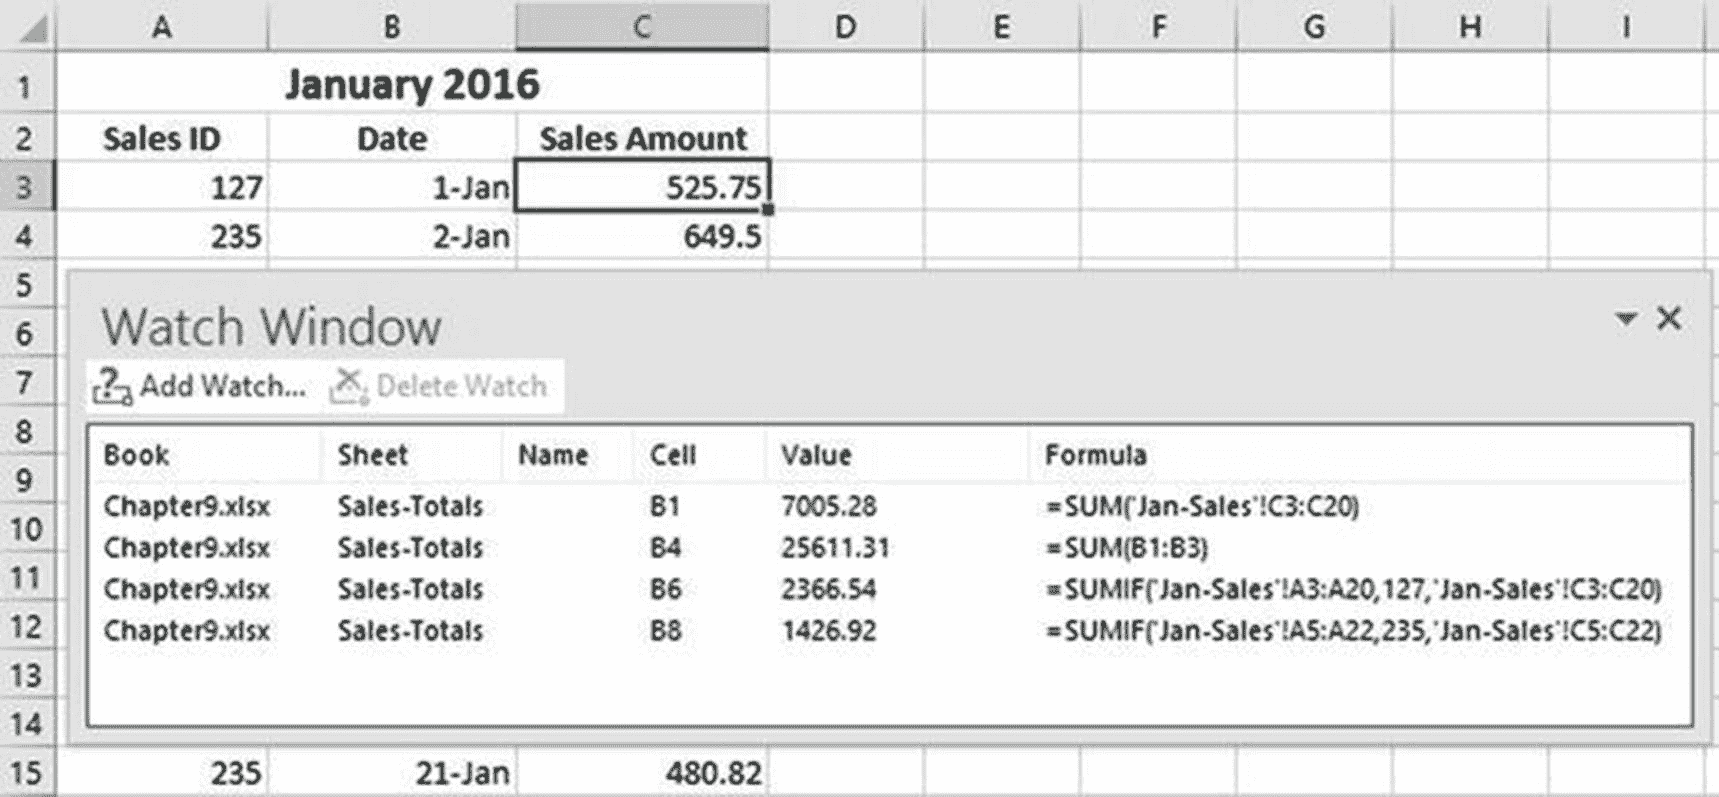 A B C D E F G H I
1 January 2016
2 Sales ID Date Sales Amount
3 127 1-Jan 525.75
4 235 2-Jan 649.5
5
6 Watch Window
7 Add Watch... Delete Watch
8
Book Sheet Name Cell Value Formula
9
Chapter9.xlsx Sales-Totals B1 7005.28 =SUM('Jan-Sales'!C3:C20)
10
Chapter9.xlsx Sales-Totals B4 25611.31 =SUM(B1:B3)
11
Chapter9.xlsx Sales-Totals B6 2366.54 =SUMIF('Jan-Sales'!A3:A20,127,'Jan-Sales'!C3:C20)
12
Chapter9.xlsx Sales-Totals B8 1426.92 =SUMIF('Jan-Sales'!A5:A22,235,'Jan-Sales'!C5:C22)
13
14
15 235 21-Jan 480.82